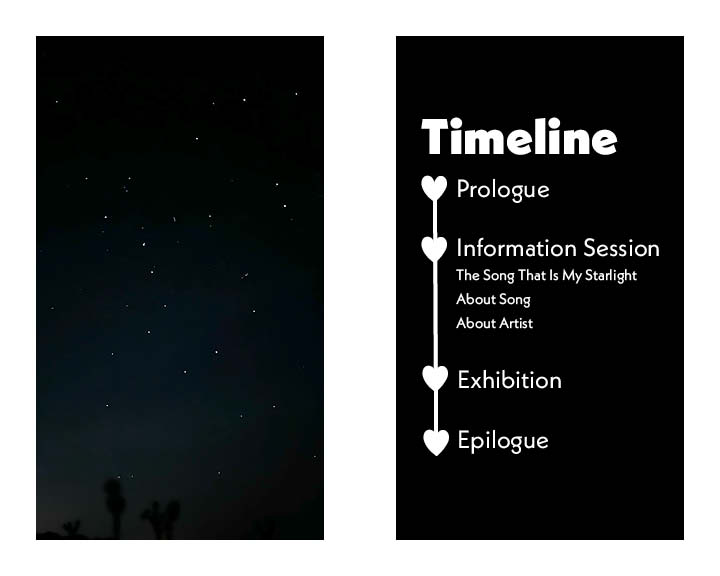 Timeline
Prologue
Information Session
The Song That Is My Starlight
About Song
About Artist
Exhibition
Epilogue